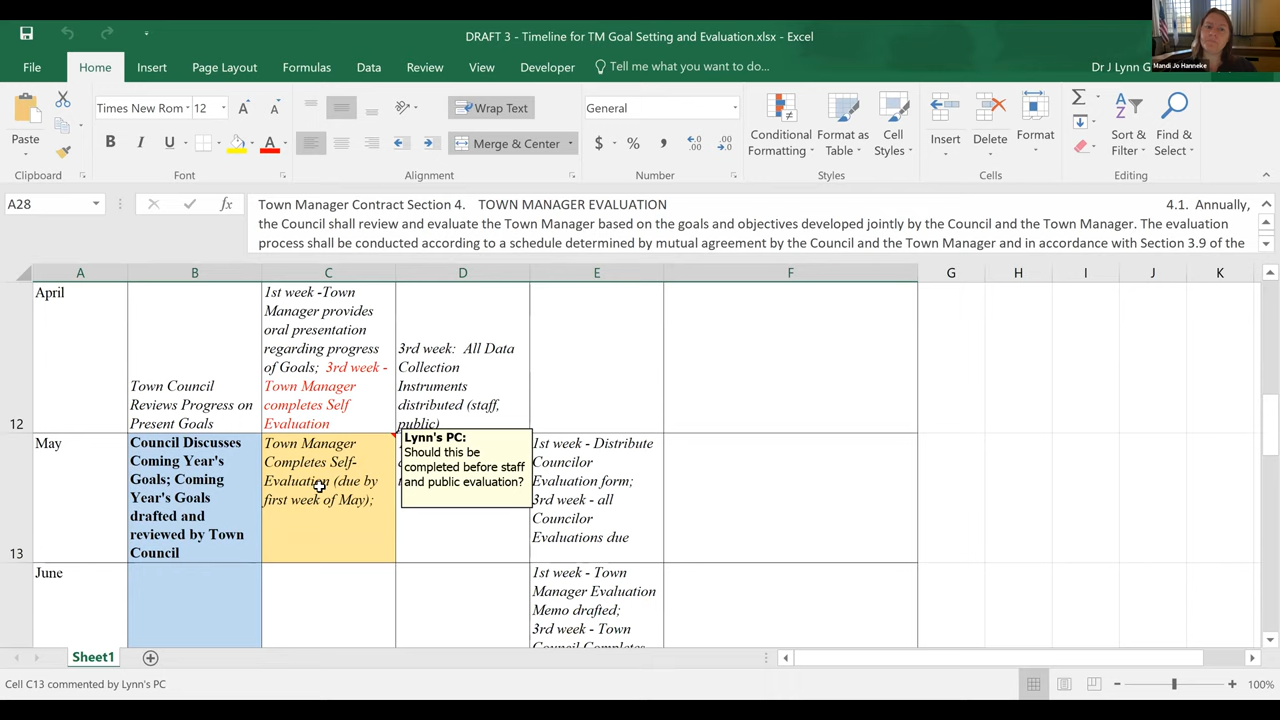 DRAFT 3 - Timeline for TM Goal Setting and Evaluation.xlsx - Excel
Mandi Jo Hanneke
File Home Insert Page Layout Formulas Data Review View Developer Tell me what you want to do... Dr J Lynn G
Times New Rom 12 Wrap Text General
Paste B I U A Merge & Center $ % Conditional Formatting Format as Table Cell Styles Insert Delete Format Sort & Filter Find & Select
Clipboard Font Alignment Number Styles Cells Editing
A28 fx Town Manager Contract Section 4. TOWN MANAGER EVALUATION 4.1. Annually,
the Council shall review and evaluate the Town Manager based on the goals and objectives developed jointly by the Council and the Town Manager. The evaluation
process shall be conducted according to a schedule determined by mutual agreement by the Council and the Town Manager and in accordance with Section 3.9 of the
A B C D E F G H I J K
12
April
Town Council
Reviews Progress on
Present Goals
1st week -Town
Manager provides
oral presentation
regarding progress
of Goals; 3rd week -
Town Manager
completes Self
Evaluation
3rd week: All Data
Collection
Instruments
distributed (staff,
public)
13
May
Council Discusses
Coming Year's
Goals; Coming
Year's Goals
drafted and
reviewed by Town
Council
Town Manager
Completes Self-
Evaluation (due by
first week of May);
Lynn's PC:
Should this be
completed before staff
and public evaluation?
1st week - Distribute
Councilor
Evaluation form;
3rd week - all
Councilor
Evaluations due
June
1st week - Town
Manager Evaluation
Memo drafted;
3rd week - Town
Council Completes
Sheet1
Cell C13 commented by Lynn's PC 100%